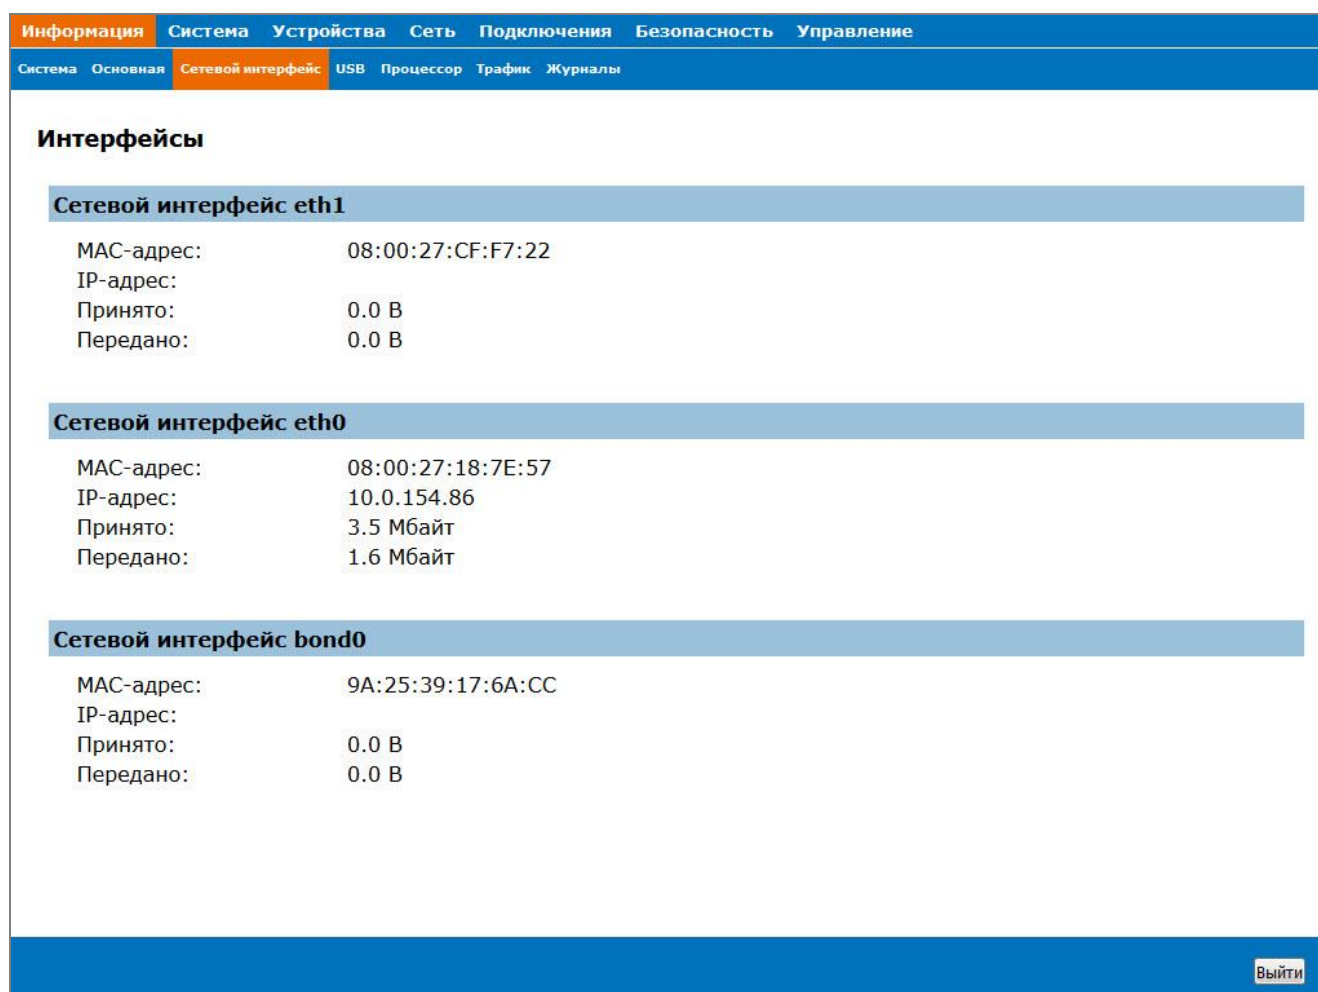 Информация Система Устройства Сеть Подключения Безопасность Управление
Система Основная Сетевой интерфейс USB Процессор Трафик Журналы
Интерфейсы
Сетевой интерфейс eth1
MAC-адрес: 08:00:27:CF:F7:22
IP-адрес:
Принято: 0.0 B
Передано: 0.0 B
Сетевой интерфейс eth0
MAC-адрес: 08:00:27:18:7E:57
IP-адрес: 10.0.154.86
Принято: 3.5 Мбайт
Передано: 1.6 Мбайт
Сетевой интерфейс bond0
MAC-адрес: 9A:25:39:17:6A:CC
IP-адрес:
Принято: 0.0 B
Передано: 0.0 B
Выйти